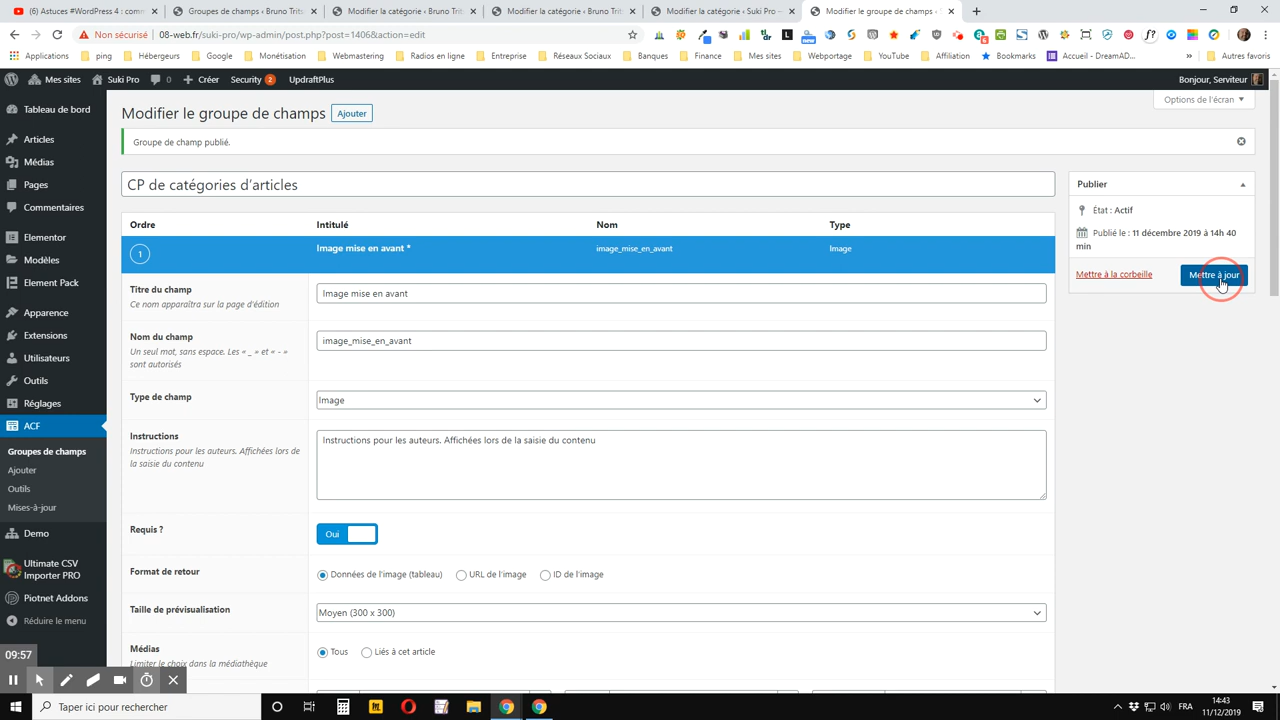 (6) Astuces #WordPress 4 : comm
Groupes de champs ‹ Bruno Tritsch
Modifier la catégorie ‹ Bruno Trit
Modifier la catégorie ‹ Bruno Trit
Modifier la catégorie ‹ Suki Pro —
Modifier le groupe de champs ‹
Non sécurisé | 08-web.fr/suki-pro/wp-admin/post.php?post=1406&action=edit
Applications ping Hébergeurs Google Monétisation Webmastering Radios en ligne Entreprise Réseaux Sociaux Banques Finance Mes sites Webportage YouTube Affiliation Bookmarks Accueil - DreamAD... » Autres favoris
Mes sites Suki Pro 0 Créer Security 2 UpdraftPlus Bonjour, Serviteur
Options de l'écran
Tableau de bord
Articles
Médias
Pages
Commentaires
Elementor
Modèles
Element Pack
Apparence
Extensions
Utilisateurs
Outils
Réglages
ACF
Groupes de champs
Ajouter
Outils
Mises-à-jour
Demo
Ultimate CSV
Importer PRO
Piotnet Addons
Réduire le menu
Modifier le groupe de champs Ajouter
Groupe de champ publié.
CP de catégories d'articles
Ordre Intitulé Nom Type
1 Image mise en avant * image_mise_en_avant Image
Titre du champ
Ce nom apparaîtra sur la page d'édition
Image mise en avant
Nom du champ
Un seul mot, sans espace. Les « _ » et « - »
sont autorisés
image_mise_en_avant
Type de champ
Image
Instructions
Instructions pour les auteurs. Affichées lors de
la saisie du contenu
Instructions pour les auteurs. Affichées lors de la saisie du contenu
Requis ?
Oui
Format de retour
Données de l'image (tableau) URL de l'image ID de l'image
Taille de prévisualisation
Moyen (300 x 300)
Médias
Limiter le choix dans la médiathèque
Tous Liés à cet article
Publier
État : Actif
Publié le : 11 décembre 2019 à 14h 40
min
Mettre à la corbeille Mettre à jour
09:57
Taper ici pour rechercher
FRA
14:43
11/12/2019